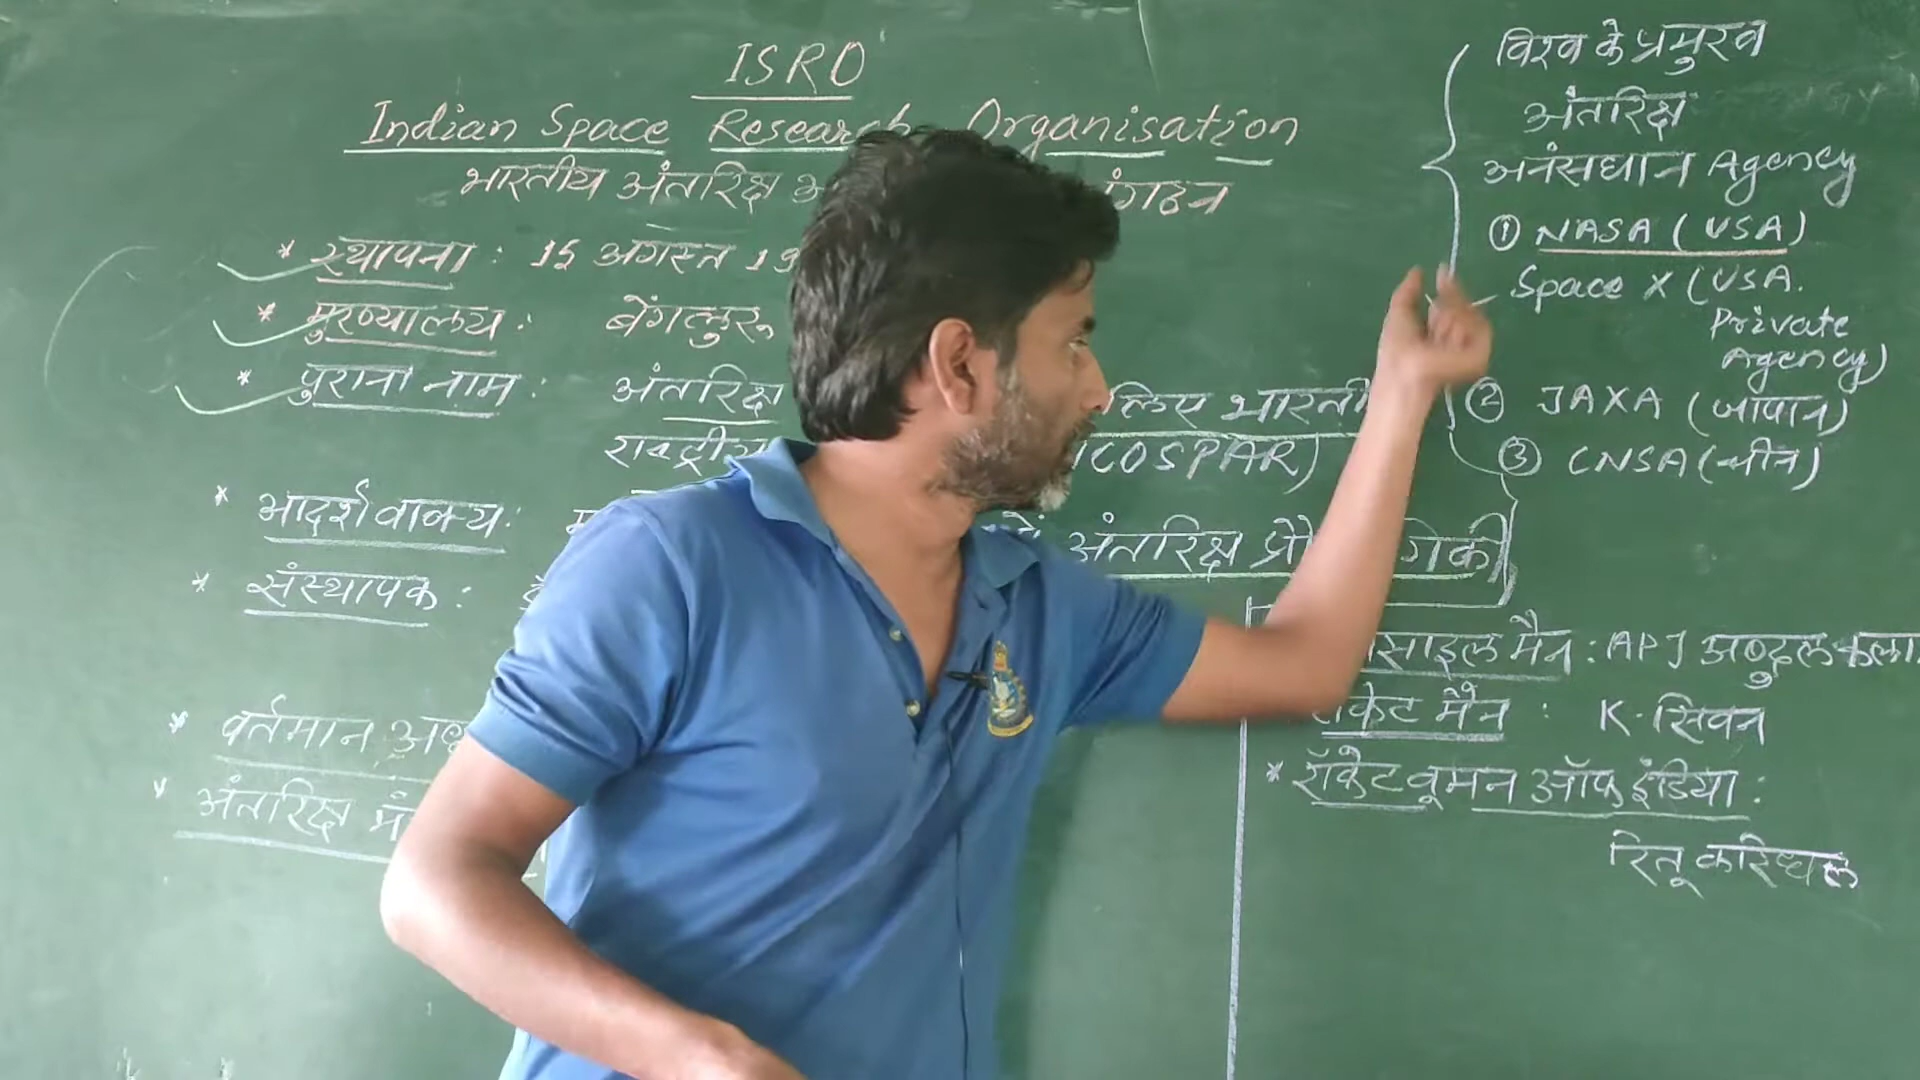 ISRO
Indian Space Research Organisation
भारतीय अंतरिक्ष
* स्थापना : 15 अगस्त 19
* मुख्यालय : बेंगलुरू
* पुराना नाम : अंतरिक्ष लिए भारती
राष्ट्रीय (COSPAR)
* आदर्श वाक्य : में अंतरिक्ष
* संस्थापक :
* वर्तमान
* अंतरिक्ष
विश्व के प्रमुख
अंतरिक्ष
अनंसधान Agency
① NASA (USA)
Space X (USA.
Private
Agency)
② JAXA (जापान)
③ CNSA (चीन)
मैन : APJ अब्दुल कला
मैन : K. सिवन
* रॉकेट वूमन ऑफ इंडिया :
रितू करिधल